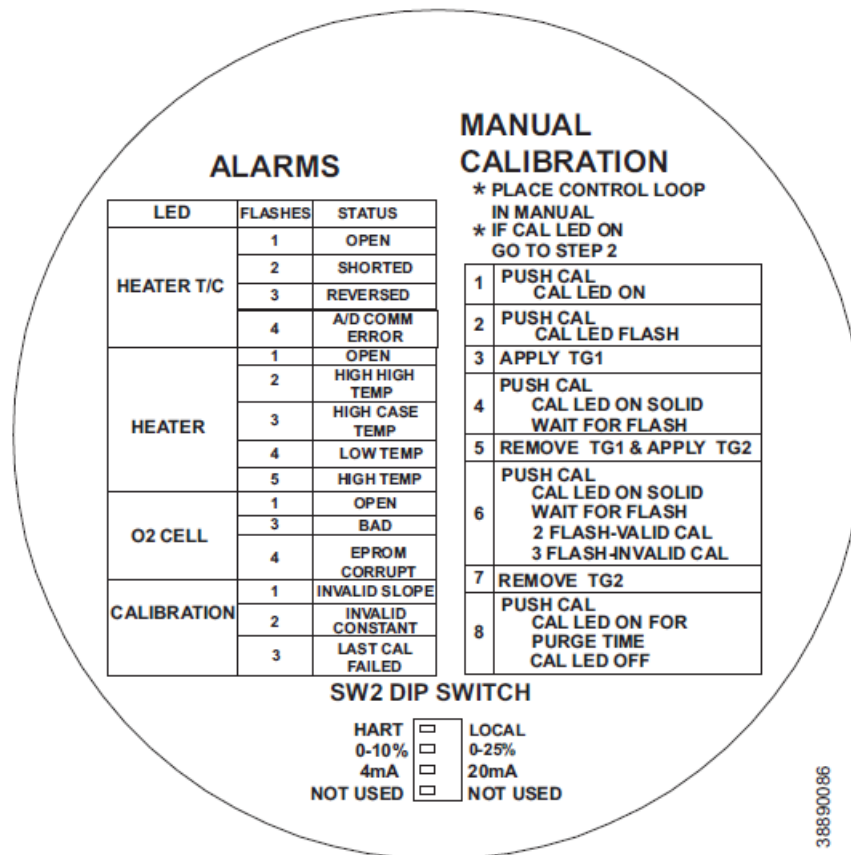 ALARMS
LED FLASHES STATUS
HEATER T/C
1 OPEN
2 SHORTED
3 REVERSED
4 A/D COMM
ERROR
HEATER
1 OPEN
2 HIGH HIGH
TEMP
3 HIGH CASE
TEMP
4 LOW TEMP
5 HIGH TEMP
O2 CELL
1 OPEN
3 BAD
4 EPROM
CORRUPT
CALIBRATION
1 INVALID SLOPE
2 INVALID
CONSTANT
3 LAST CAL
FAILED
MANUAL
CALIBRATION
* PLACE CONTROL LOOP
IN MANUAL
* IF CAL LED ON
GO TO STEP 2
1 PUSH CAL
CAL LED ON
2 PUSH CAL
CAL LED FLASH
3 APPLY TG1
4 PUSH CAL
CAL LED ON SOLID
WAIT FOR FLASH
5 REMOVE TG1 & APPLY TG2
6 PUSH CAL
CAL LED ON SOLID
WAIT FOR FLASH
2 FLASH-VALID CAL
3 FLASH-INVALID CAL
7 REMOVE TG2
8 PUSH CAL
CAL LED ON FOR
PURGE TIME
CAL LED OFF
SW2 DIP SWITCH
HART LOCAL
0-10% 0-25%
4mA 20mA
NOT USED NOT USED
38890086